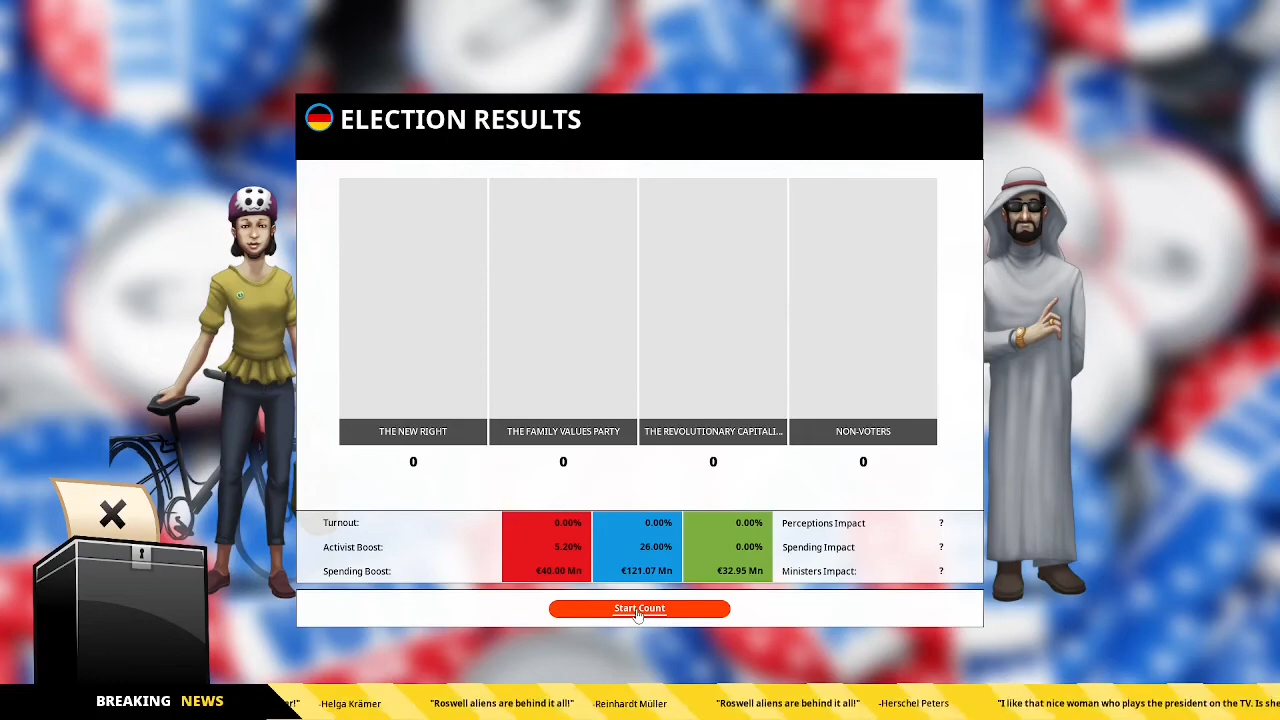 ELECTION RESULTS
THE NEW RIGHT
THE FAMILY VALUES PARTY
THE REVOLUTIONARY CAPITALI...
NON-VOTERS
0
0
0
0
Turnout: 0.00% 0.00% 0.00% Perceptions Impact ?
Activist Boost: 5.20% 26.00% 0.00% Spending Impact ?
Spending Boost: €40.00 Mn €121.07 Mn €32.95 Mn Ministers Impact: ?
Start Count
BREAKING NEWS
er!" -Helga Krämer "Roswell aliens are behind it all!" -Reinhardt Müller "Roswell aliens are behind it all!" -Herschel Peters "I like that nice woman who plays the president on the TV. Is she